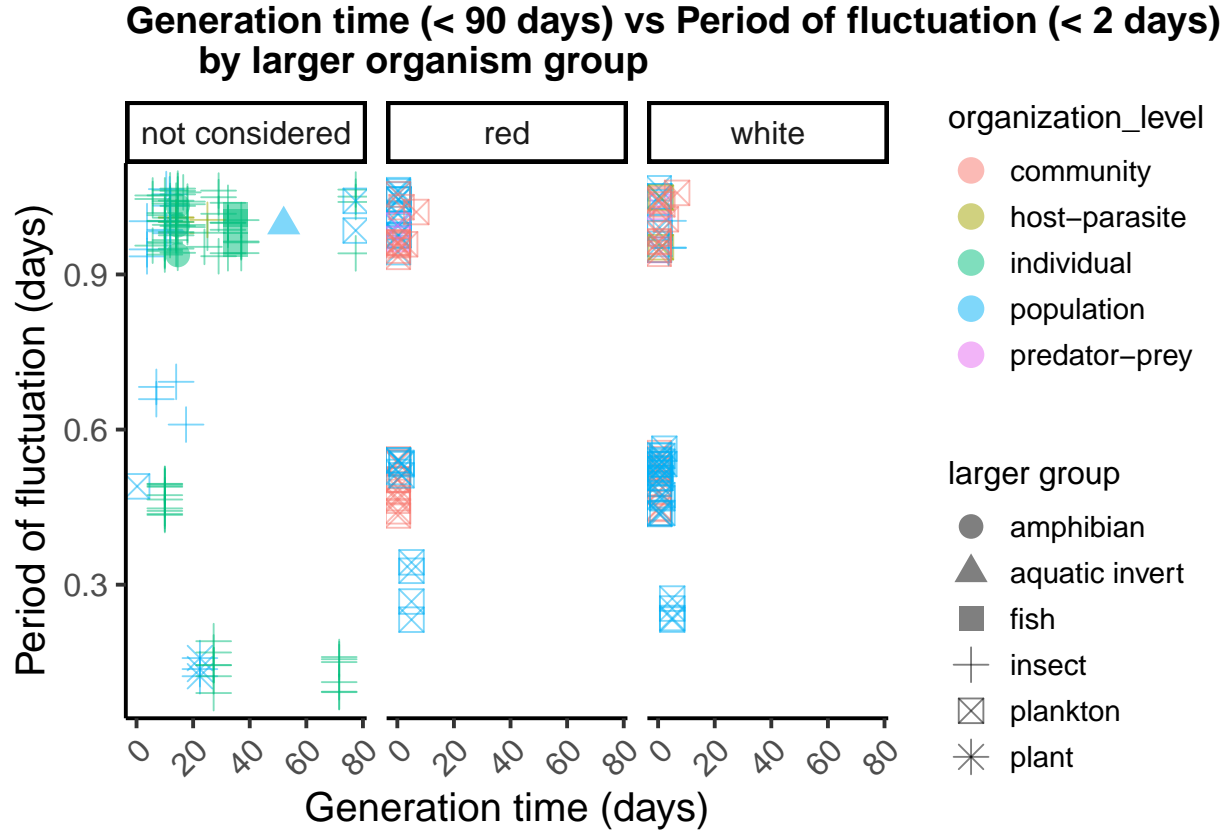 Generation time (< 90 days) vs Period of fluctuation (< 2 days)
by larger organism group
not considered
red
white
Period of fluctuation (days)
0.9
0.6
0.3
0
20
40
60
80
0
20
40
60
80
0
20
40
60
80
Generation time (days)
organization_level
community
host−parasite
individual
population
predator−prey
larger group
amphibian
aquatic invert
fish
insect
plankton
plant